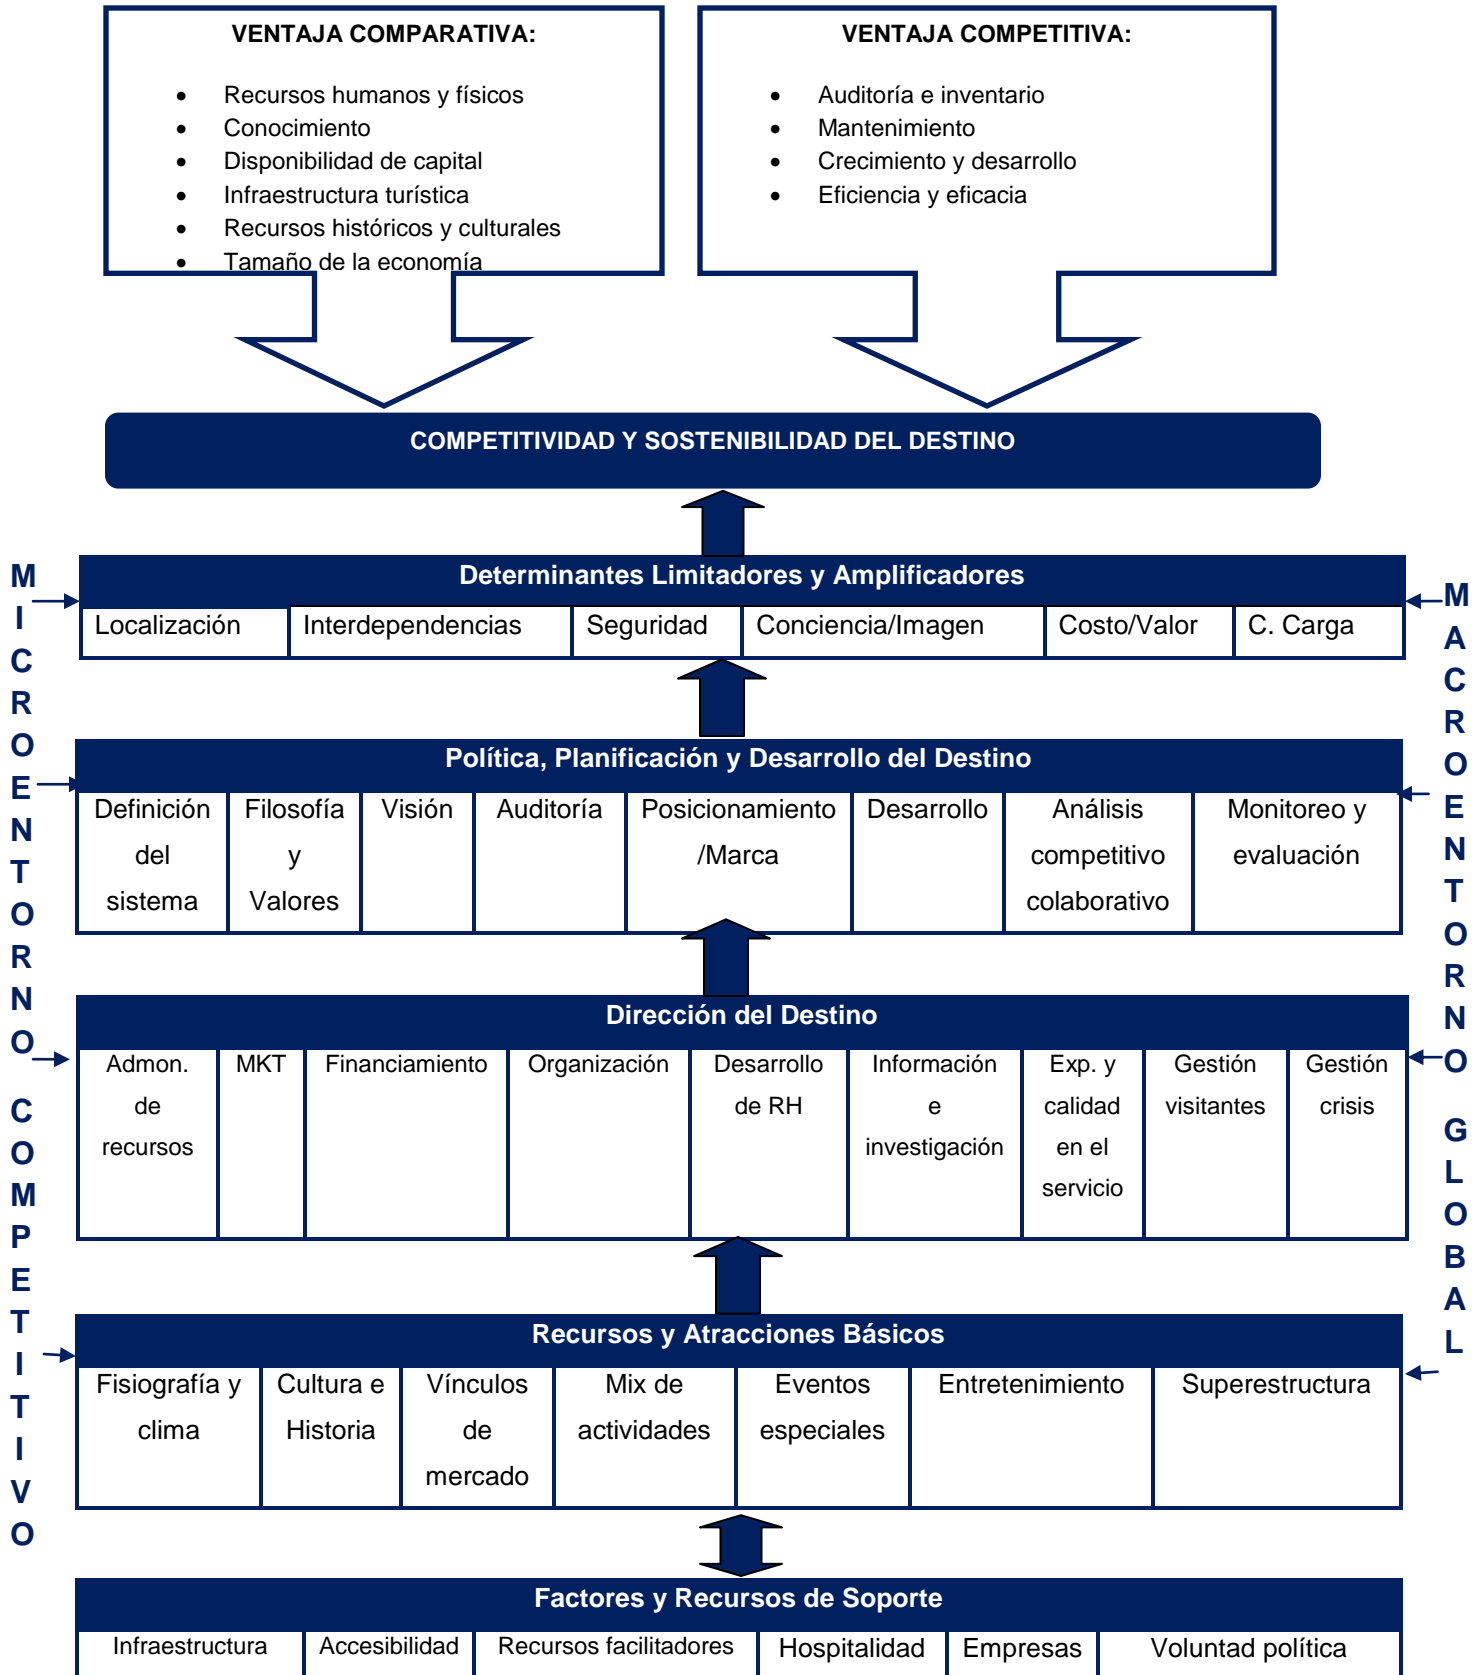 VENTAJA COMPARATIVA:
• Recursos humanos y físicos
• Conocimiento
• Disponibilidad de capital
• Infraestructura turística
• Recursos históricos y culturales
• Tamaño de la economía
VENTAJA COMPETITIVA:
• Auditoría e inventario
• Mantenimiento
• Crecimiento y desarrollo
• Eficiencia y eficacia
COMPETITIVIDAD Y SOSTENIBILIDAD DEL DESTINO
MICROENTORNO COMPETITIVO
MACROENTORNO GLOBAL
Determinantes Limitadores y Amplificadores
Localización
Interdependencias
Seguridad
Conciencia/Imagen
Costo/Valor
C. Carga
Política, Planificación y Desarrollo del Destino
Definición
del
sistema
Filosofía
y
Valores
Visión
Auditoría
Posicionamiento
/Marca
Desarrollo
Análisis
competitivo
colaborativo
Monitoreo y
evaluación
Dirección del Destino
Admon.
de
recursos
MKT
Financiamiento
Organización
Desarrollo
de RH
Información
e
investigación
Exp. y
calidad
en el
servicio
Gestión
visitantes
Gestión
crisis
Recursos y Atracciones Básicos
Fisiografía y
clima
Cultura e
Historia
Vínculos
de
mercado
Mix de
actividades
Eventos
especiales
Entretenimiento
Superestructura
Factores y Recursos de Soporte
Infraestructura
Accesibilidad
Recursos facilitadores
Hospitalidad
Empresas
Voluntad política